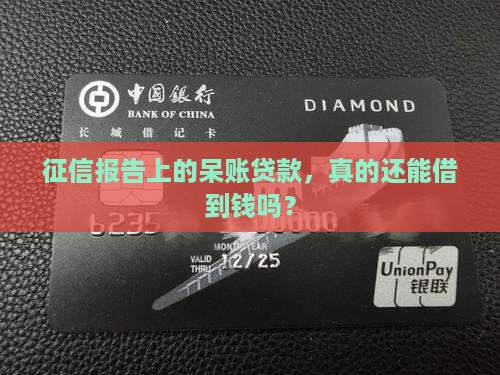 中國銀行
BANK OF CHINA
DIAMOND
长城借记卡
征信报告上的呆账贷款，真的还能借
到钱吗？
6235
MONTH/YEAR
VALID
THRU
12/25
UnionPay
银联